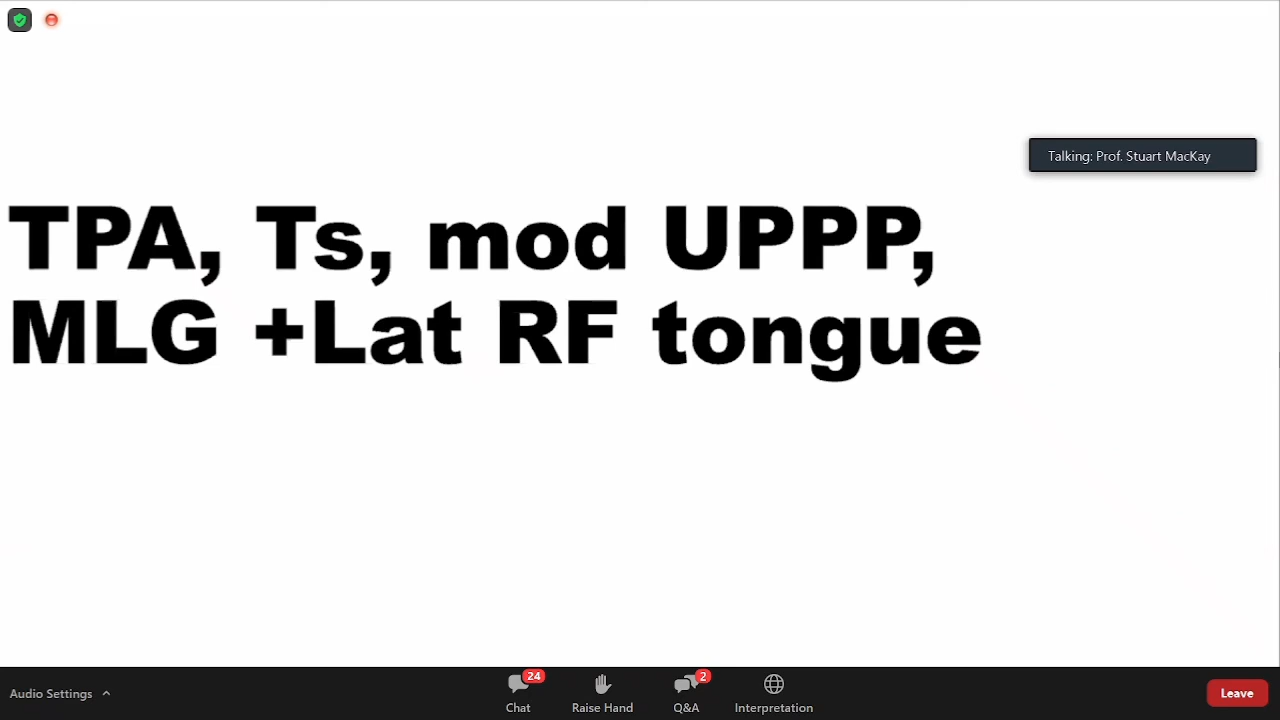 Talking: Prof. Stuart MacKay
TPA, Ts, mod UPPP,
MLG +Lat RF tongue
Audio Settings
24
Chat
Raise Hand
2
Q&A
Interpretation
Leave